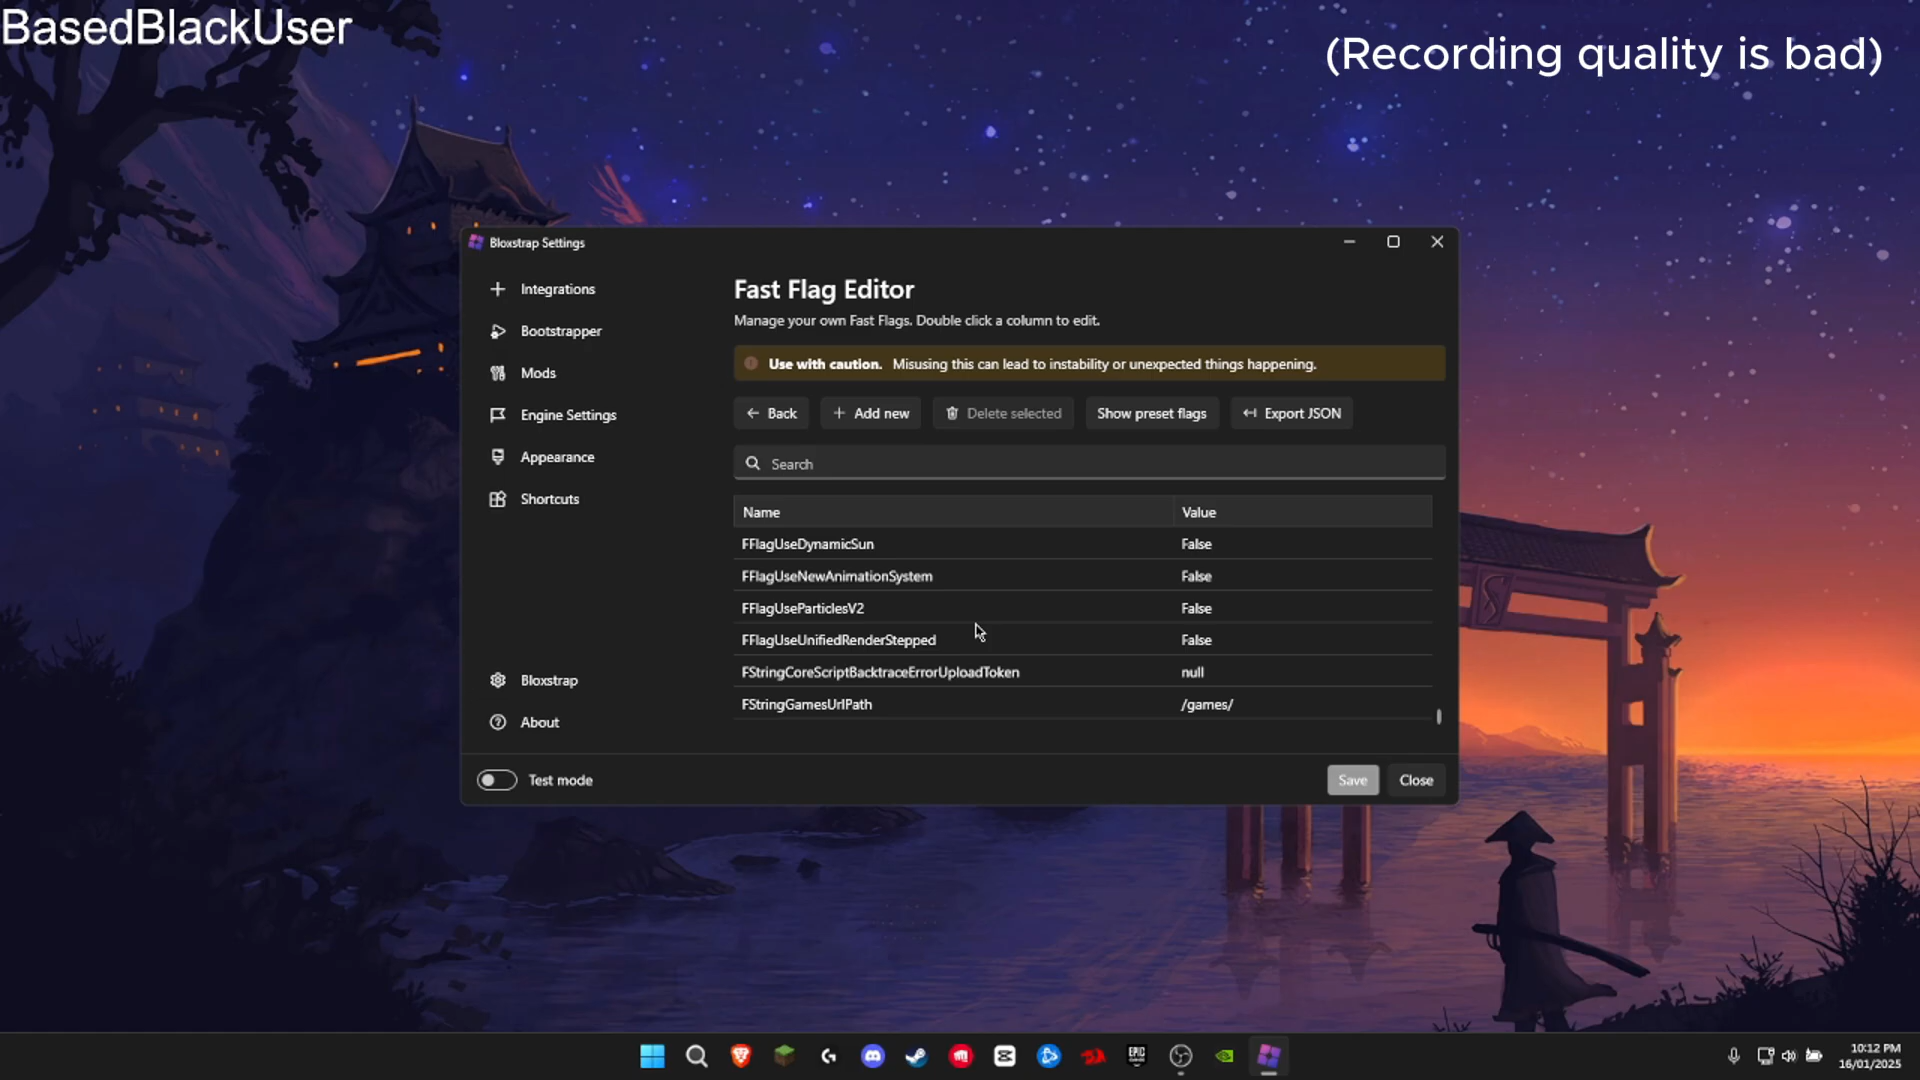 BasedBlackUser
(Recording quality is bad)
Bloxstrap Settings
Integrations
Bootstrapper
Mods
Engine Settings
Appearance
Shortcuts
Bloxstrap
About
Fast Flag Editor
Manage your own Fast Flags. Double click a column to edit.
Use with caution. Misusing this can lead to instability or unexpected things happening.
Back
Add new
Delete selected
Show preset flags
Export JSON
Search
Name Value
FFlagUseDynamicSun False
FFlagUseNewAnimationSystem False
FFlagUseParticlesV2 False
FFlagUseUnifiedRenderStepped False
FStringCoreScriptBacktraceErrorUploadToken null
FStringGamesUrlPath /games/
Test mode
Save
Close
EPIC
GAMES
10:12 PM
16/01/2025